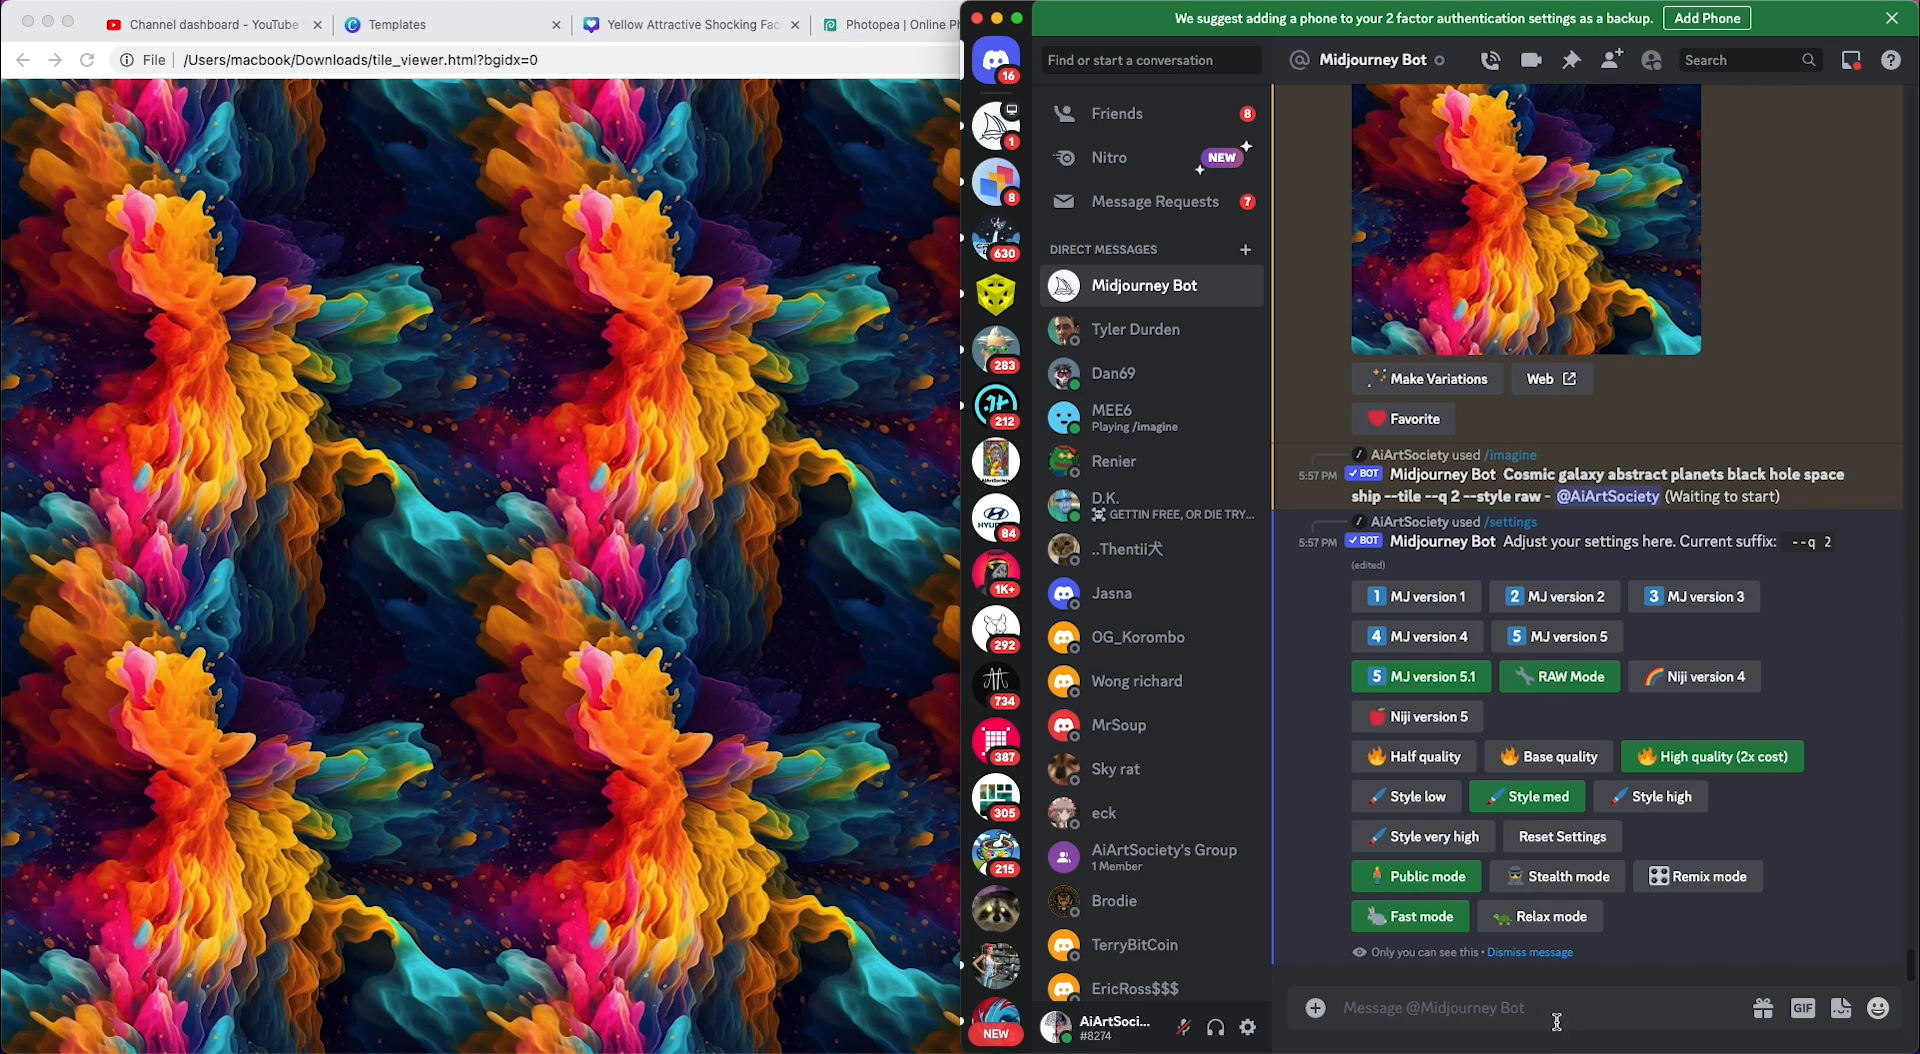 Channel dashboard - YouTube
Templates
Yellow Attractive Shocking Fac
Photopea | Online Ph
File
/Users/macbook/Downloads/tile_viewer.html?bgidx=0
We suggest adding a phone to your 2 factor authentication settings as a backup.
Add Phone
16
1
8
630
283
212
AiArtSociety
HYUN
84
1K+
292
734
387
305
215
NEW
Find or start a conversation
Friends
8
Nitro
NEW
Message Requests
7
DIRECT MESSAGES
Midjourney Bot
Tyler Durden
Dan69
MEE6
Playing /imagine
Renier
D.K.
GETTIN FREE, OR DIE TRY...
..Thentii犬
Jasna
OG_Korombo
Wong richard
MrSoup
Sky rat
eck
AiArtSociety's Group
1 Member
Brodie
TerryBitCoin
EricRoss$$$
AiArtSoci...
#8274
Midjourney Bot
Search
Make Variations
Web
Favorite
AiArtSociety used /imagine
5:57 PM BOT Midjourney Bot Cosmic galaxy abstract planets black hole space
ship --tile --q 2 --style raw - @AiArtSociety (Waiting to start)
AiArtSociety used /settings
5:57 PM BOT Midjourney Bot Adjust your settings here. Current suffix: --q 2
(edited)
1 MJ version 1
2 MJ version 2
3 MJ version 3
4 MJ version 4
5 MJ version 5
5 MJ version 5.1
RAW Mode
Niji version 4
Niji version 5
Half quality
Base quality
High quality (2x cost)
Style low
Style med
Style high
Style very high
Reset Settings
Public mode
Stealth mode
Remix mode
Fast mode
Relax mode
Only you can see this • Dismiss message
Message @Midjourney Bot
GIF